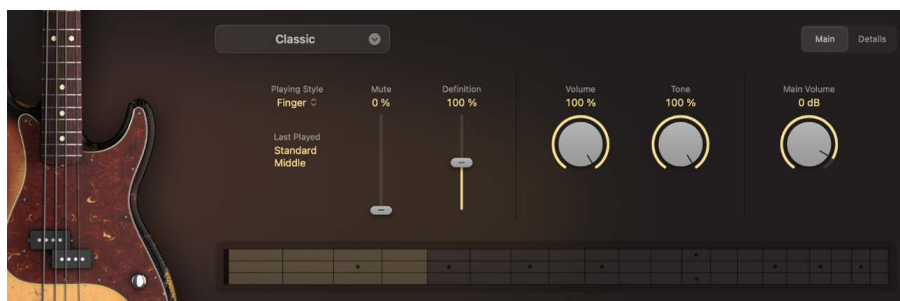 Classic
Main
Details
Playing Style
Finger
Mute
0 %
Definition
100 %
Volume
100 %
Tone
100 %
Main Volume
0 dB
Last Played
Standard
Middle